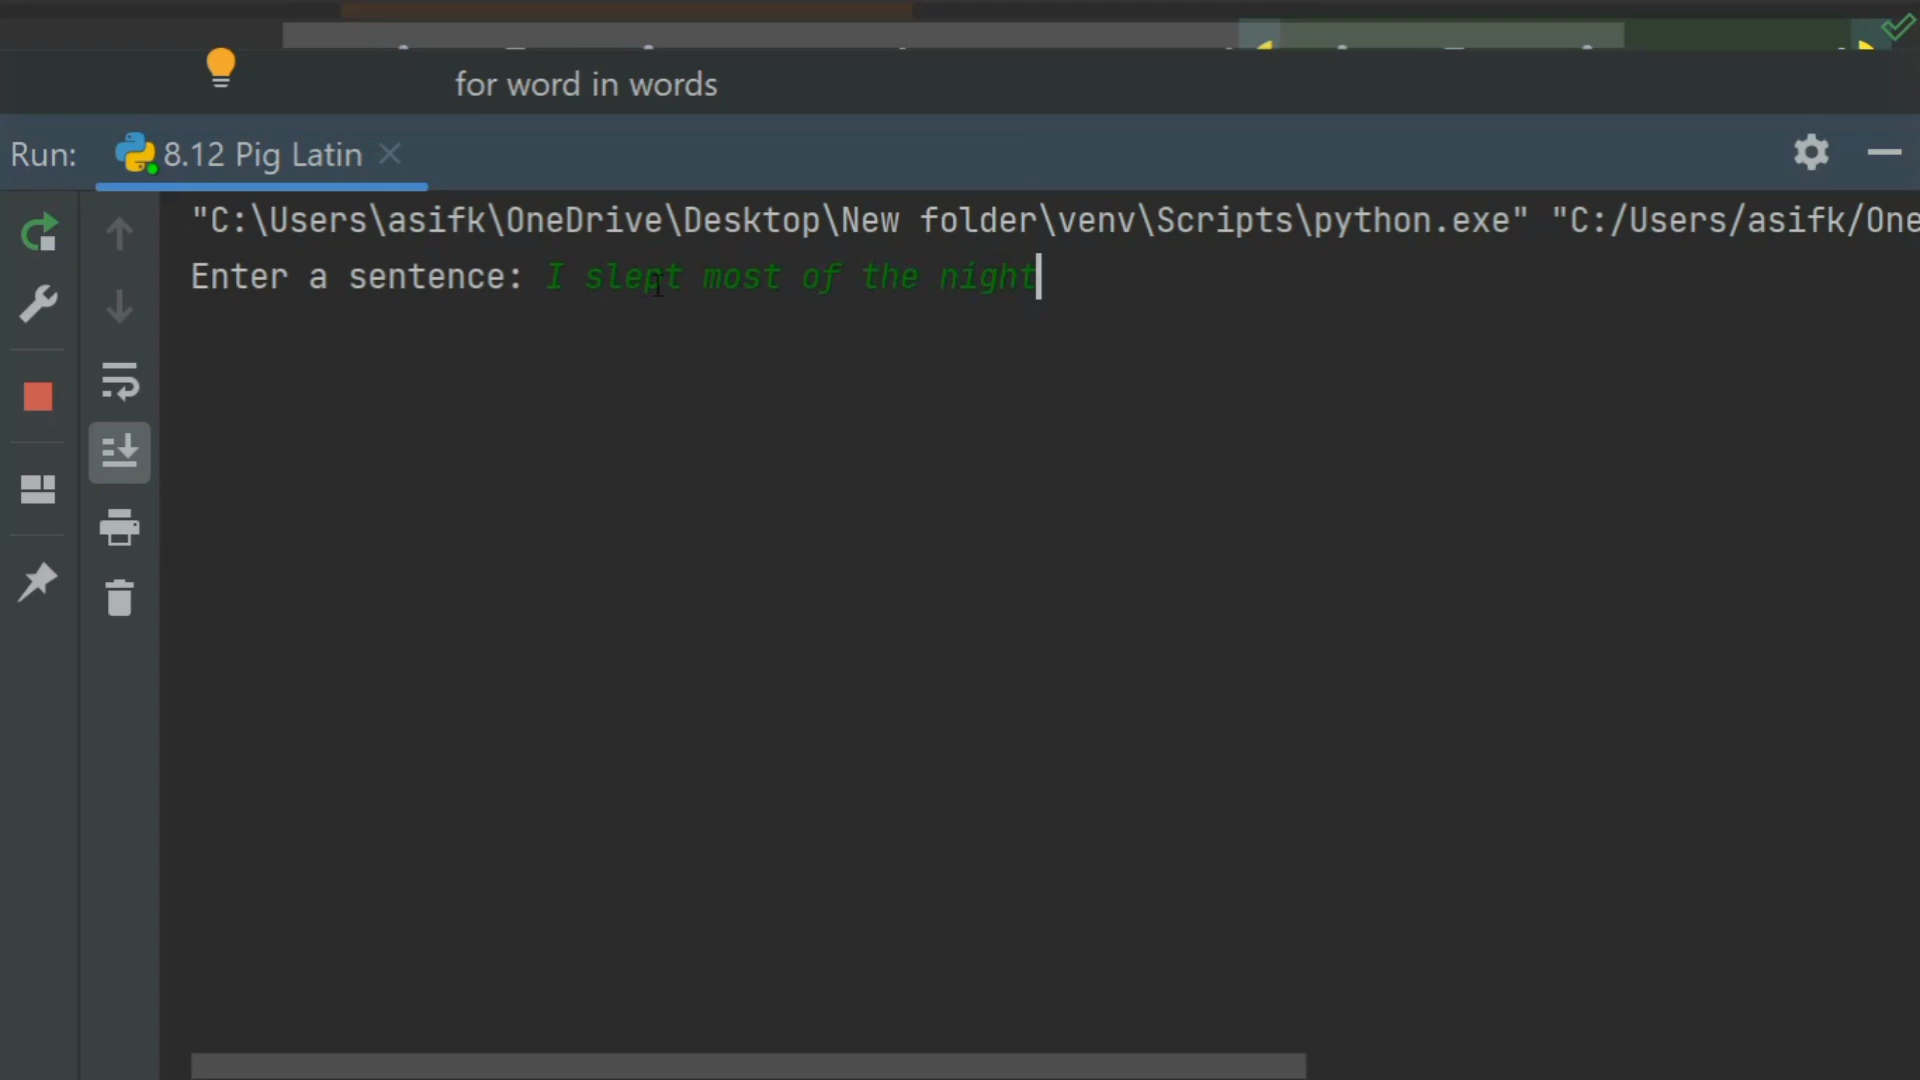 for word in words
Run: 8.12 Pig Latin
"C:\Users\asifk\OneDrive\Desktop\New folder\venv\Scripts\python.exe" "C:/Users/asifk/One
Enter a sentence: I slept most of the night